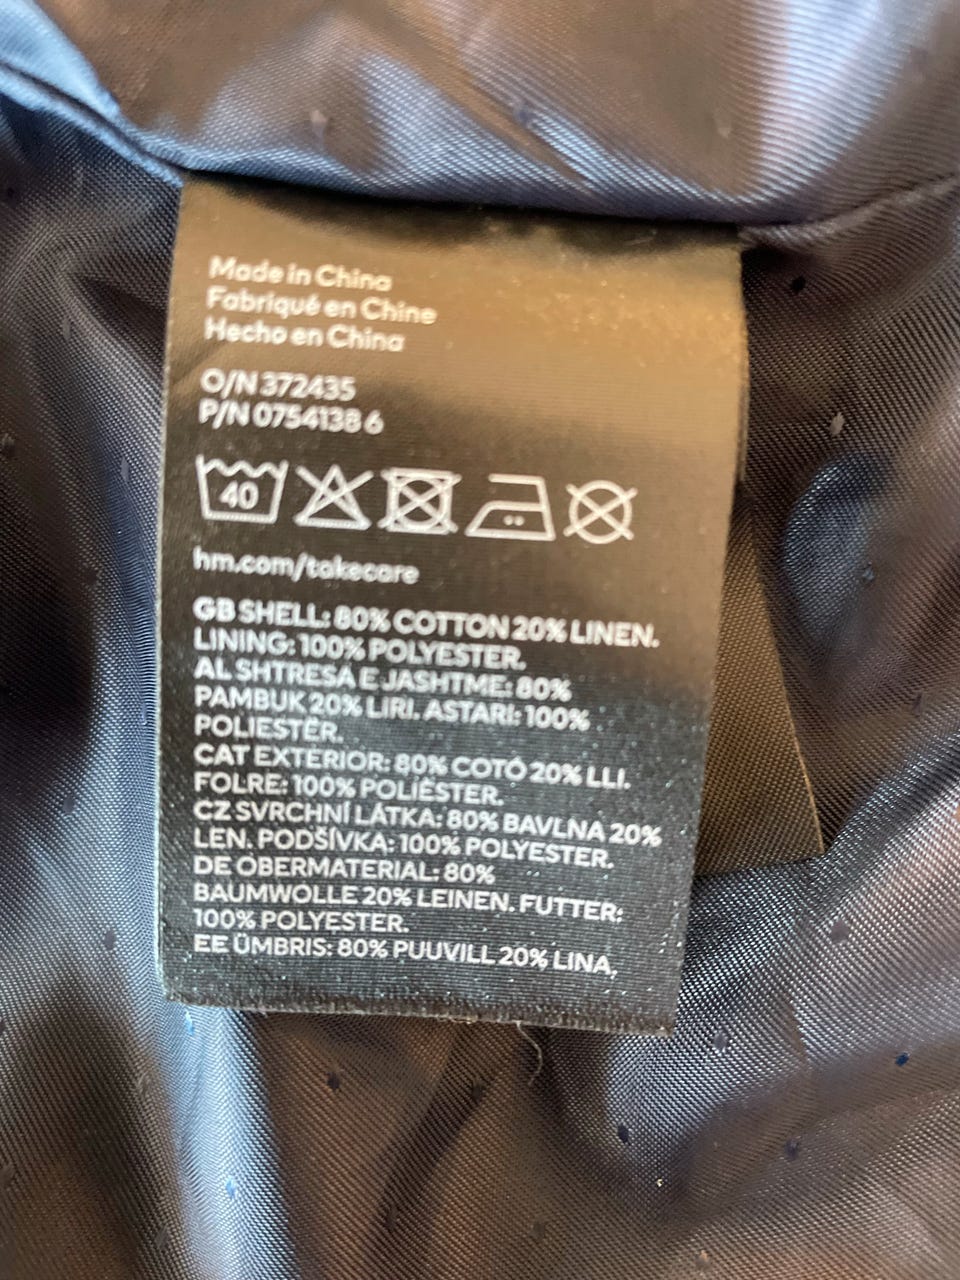 Made in China
Fabriqué en Chine
Hecho en China
O/N 372435
P/N 0754138 6
40
hm.com/takecare
GB SHELL: 80% COTTON 20% LINEN.
LINING: 100% POLYESTER.
AL SHTRESA E JASHTME: 80%
PAMBUK 20% LIRI. ASTARI: 100%
POLIESTËR.
CAT EXTERIOR: 80% COTÓ 20% LLI.
FOLRE: 100% POLIÈSTER.
CZ SVRCHNÍ LÁTKA: 80% BAVLNA 20%
LEN. PODŠÍVKA: 100% POLYESTER.
DE OBERMATERIAL: 80%
BAUMWOLLE 20% LEINEN. FUTTER:
100% POLYESTER.
EE ÜMBRIS: 80% PUUVILL 20% LINA,